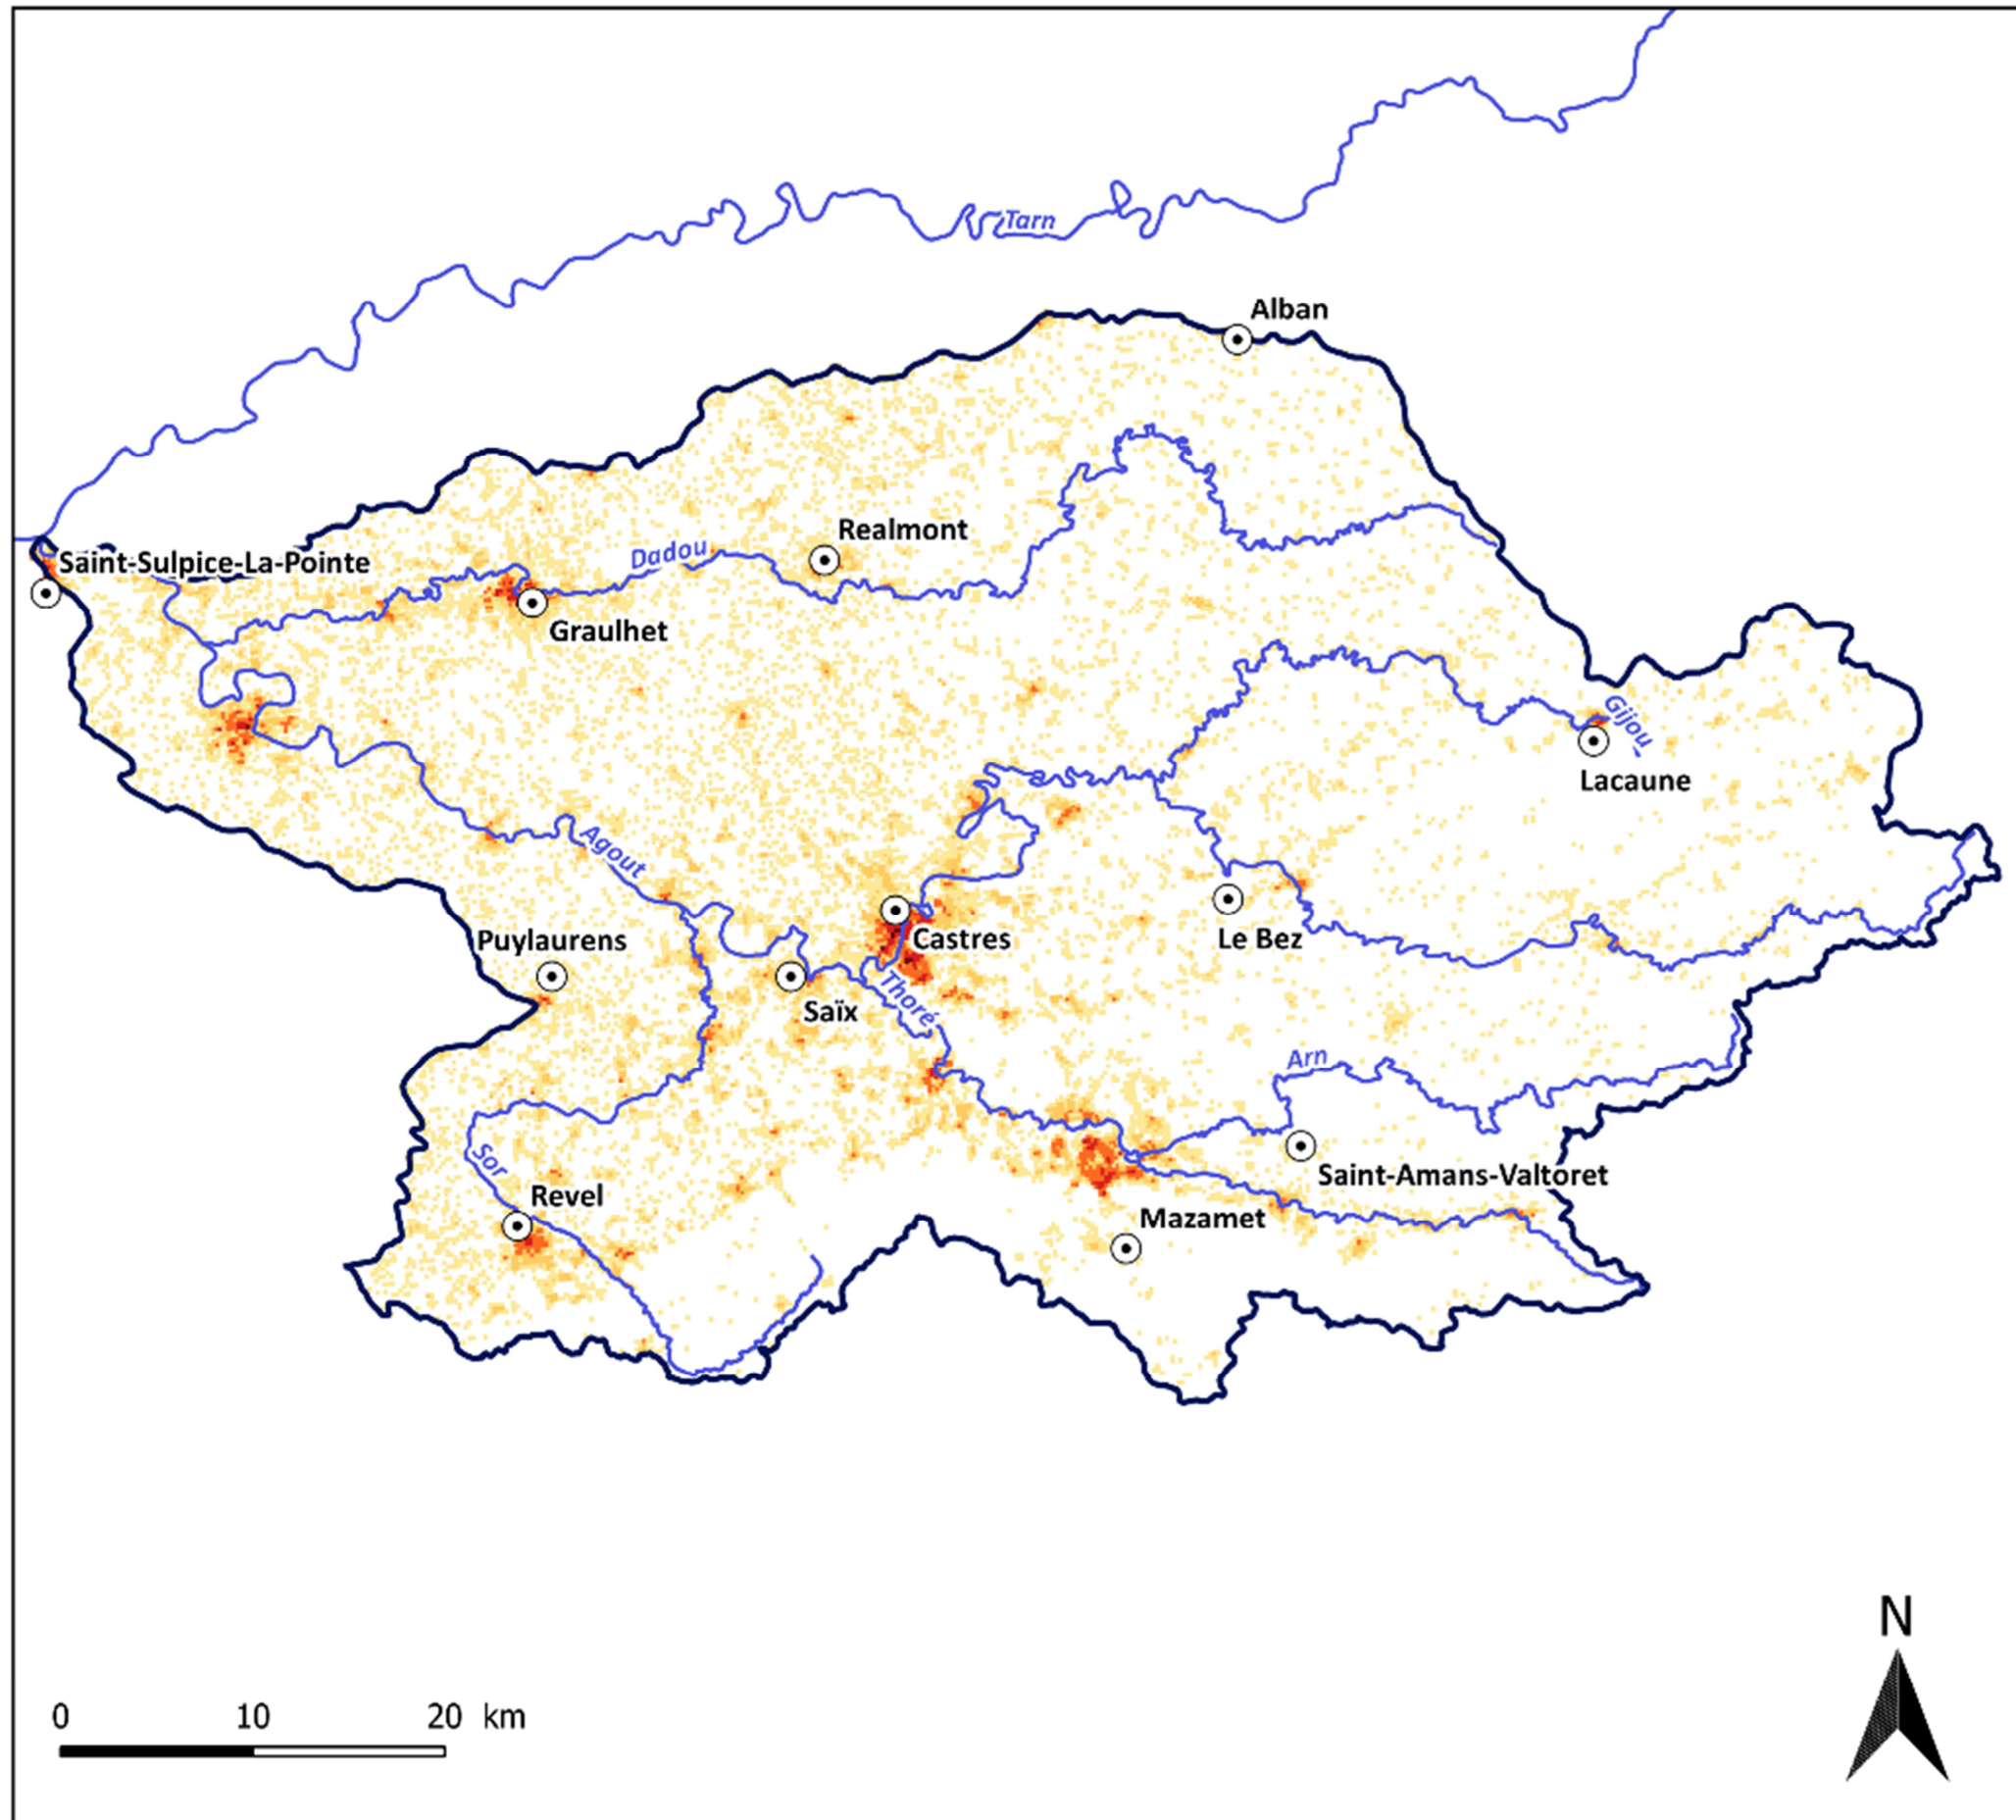 Tarn
Alban
Realmont
Dadou
Saint-Sulpice-La-Pointe
Graulhet
Gijou
Lacaune
Agout
Puylaurens
Castres
Le Bez
Saïx
Thoré
Arn
Sor
Revel
Saint-Amans-Valtoret
Mazamet
N
0 10 20 km